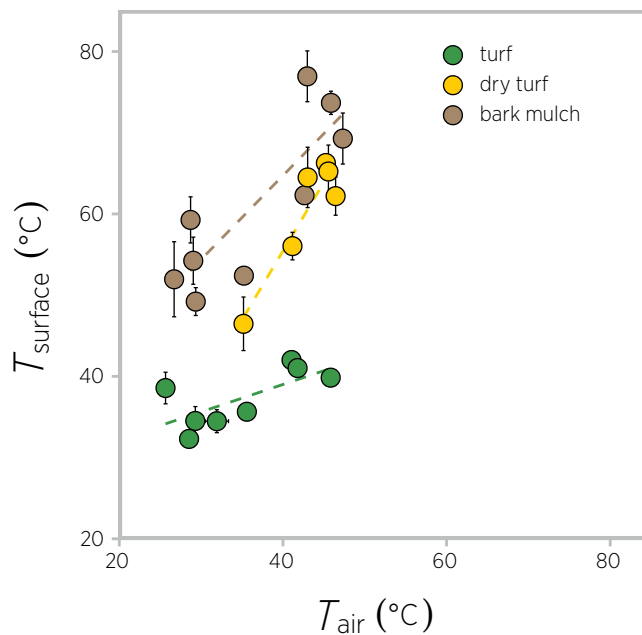 80
turf
dry turf
bark mulch
60
T surface (°C)
40
20
20 40 60 80
T air (°C)